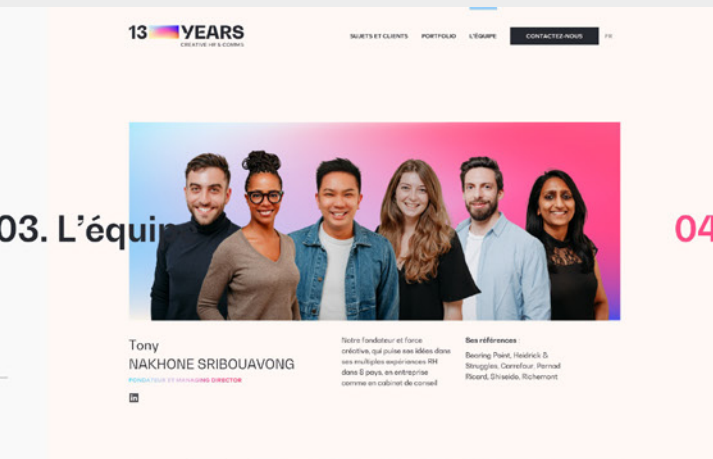 13 YEARS
CREATIVE HR & COMMS
SUJETS ET CLIENTS
PORTFOLIO
L'ÉQUIPE
CONTACTEZ-NOUS
FR
03. L'équip
04
Tony
NAKHONE SRIBOUAVONG
FONDATEUR ET MANAGING DIRECTOR
in
Notre fondateur et force
créative, qui puise ses idées dans
ses multiples expériences RH
dans 6 pays, en entreprise
comme en cabinet de conseil
Ses références :
Bearing Point, Heidrick &
Struggles, Carrefour, Pernod
Ricard, Shiseido, Richemont